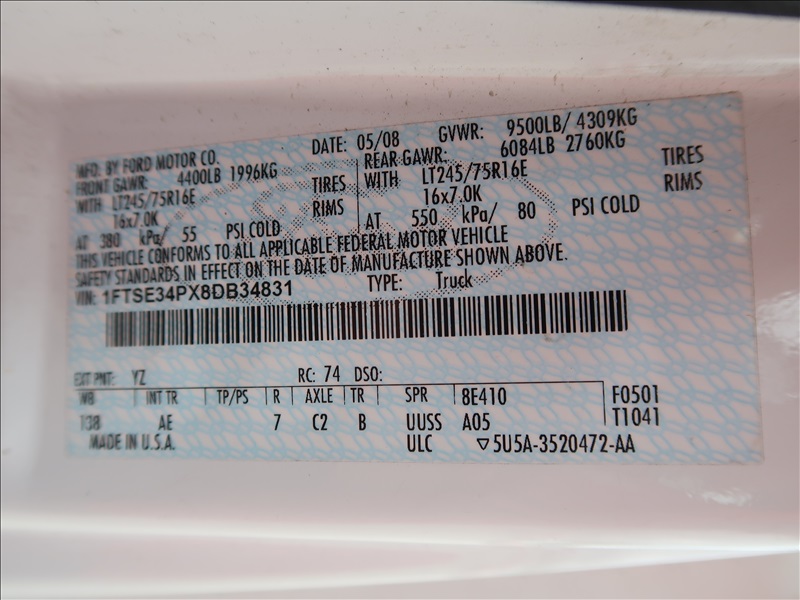 MFD. BY FORD MOTOR CO. DATE: 05/08 GVWR: 9500LB/ 4309KG
FRONT GAWR: 4400LB 1996KG REAR GAWR: 6084LB 2760KG
WITH LT245/75R16E TIRES WITH LT245/75R16E TIRES
16x7.0K RIMS 16x7.0K RIMS
AT 380 kPa/ 55 PSI COLD AT 550 kPa/ 80 PSI COLD
THIS VEHICLE CONFORMS TO ALL APPLICABLE FEDERAL MOTOR VEHICLE
SAFETY STANDARDS IN EFFECT ON THE DATE OF MANUFACTURE SHOWN ABOVE.
VIN: 1FTSE34PX8DB34831 TYPE: Truck
EXT PNT: YZ RC: 74 DSO:
WB INT TR TP/PS R AXLE TR SPR 8E410 F0501
138 AE 7 C2 B UUSS A05 T1041
MADE IN U.S.A. ULC ▽5U5A-3520472-AA